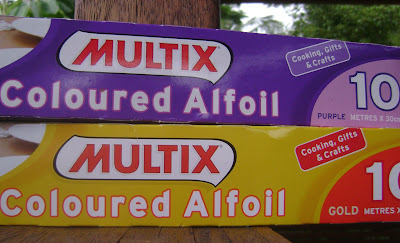 MULTIX
Cooking, Gifts
& Crafts
Coloured Alfoil
10
PURPLE METRES X 30cm
MULTIX
Cooking, Gifts
& Crafts
Coloured Alfoil
10
GOLD METRES X